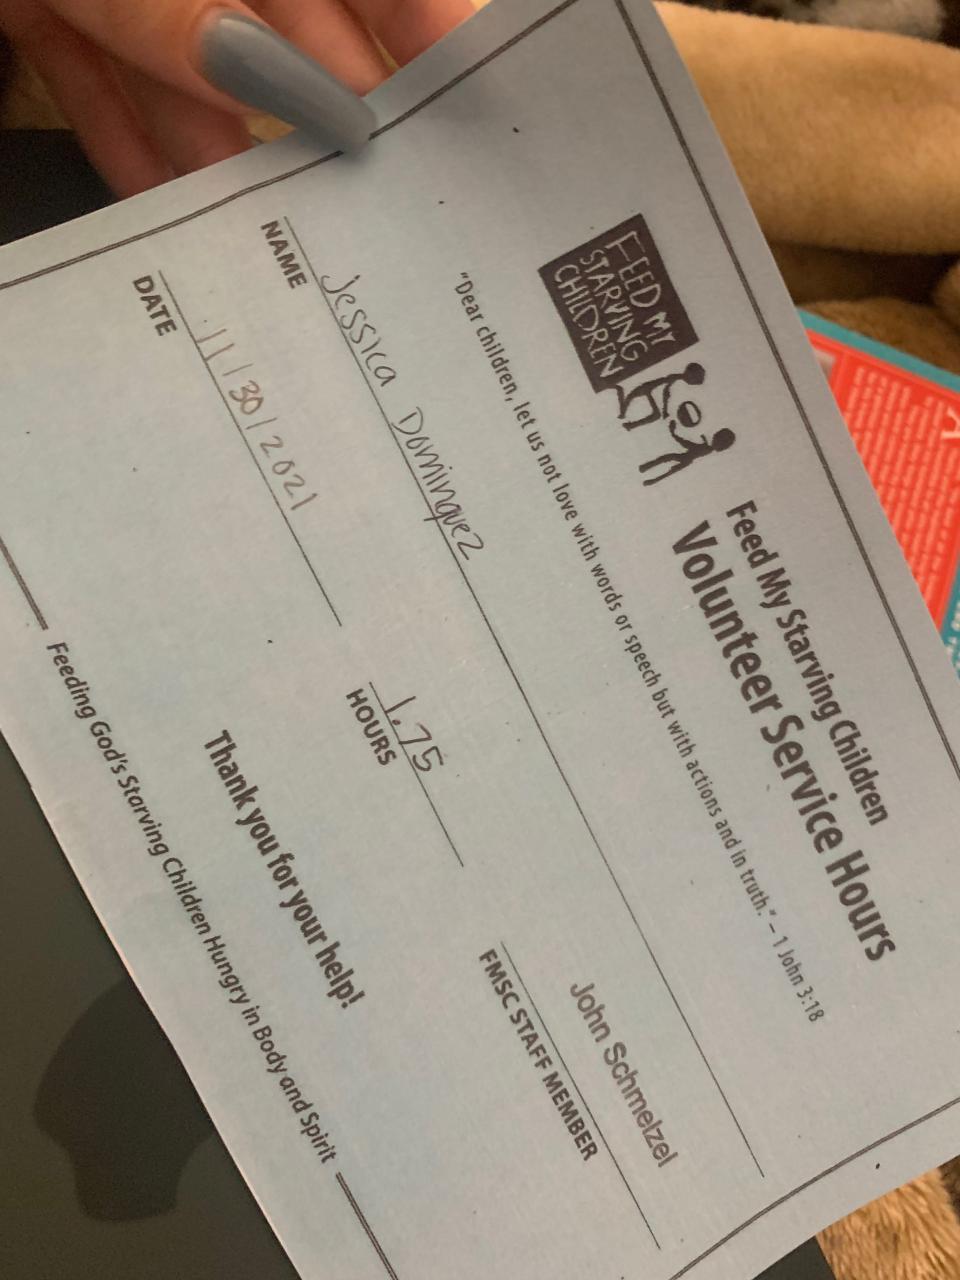 FEED MY
STARVING
CHILDREN
Feed My Starving Children
Volunteer Service Hours
"Dear children, let us not love with words or speech but with actions and in truth." – 1 John 3:18
Jessica Dominguez
NAME
11/30/2021
DATE
1.75
HOURS
John Schmelzel
FMSC STAFF MEMBER
Thank you for your help!
Feeding God's Starving Children Hungry in Body and Spirit